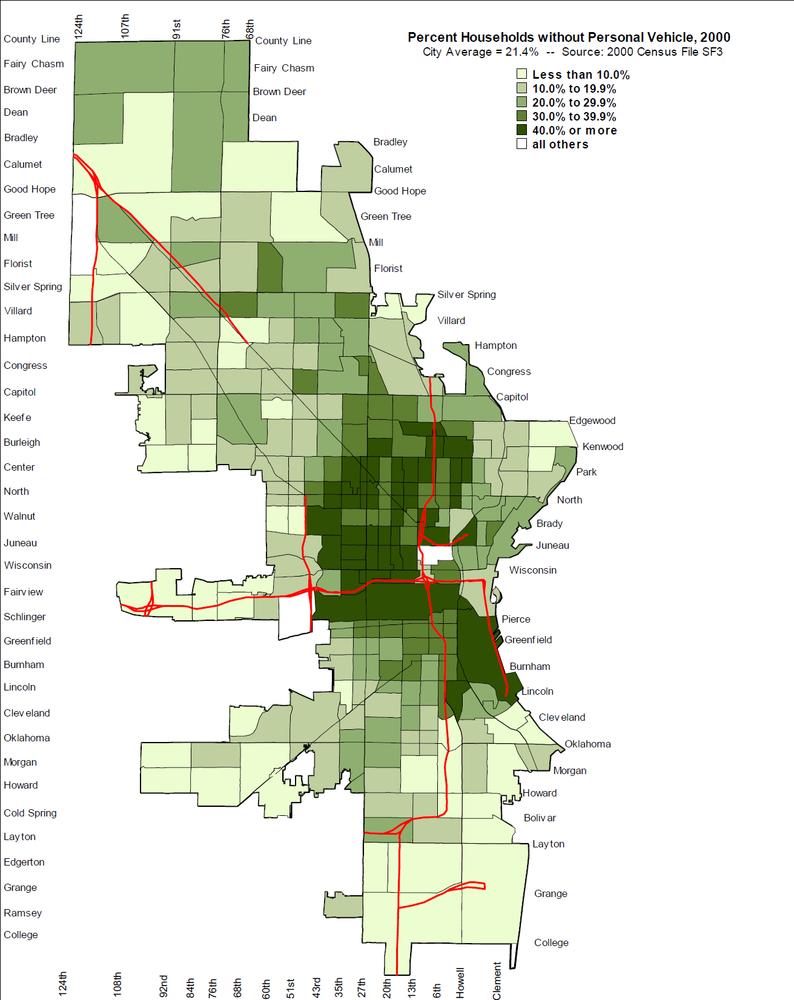 124th
107th
91st
76th
68th
Percent Households without Personal Vehicle, 2000
City Average = 21.4% -- Source: 2000 Census File SF3
Less than 10.0%
10.0% to 19.9%
20.0% to 29.9%
30.0% to 39.9%
40.0% or more
all others
County Line
Fairy Chasm
Brown Deer
Dean
Bradley
Calumet
Good Hope
Green Tree
Mill
Florist
Silver Spring
Villard
Hampton
Congress
Capitol
Keefe
Burleigh
Center
North
Walnut
Juneau
Wisconsin
Fairview
Schlinger
Greenfield
Burnham
Lincoln
Cleveland
Oklahoma
Morgan
Howard
Cold Spring
Layton
Edgerton
Grange
Ramsey
College
County Line
Fairy Chasm
Brown Deer
Dean
Bradley
Calumet
Good Hope
Green Tree
Mill
Florist
Silver Spring
Villard
Hampton
Congress
Capitol
Edgewood
Kenwood
Park
North
Brady
Juneau
Wisconsin
Pierce
Greenfield
Burnham
Lincoln
Cleveland
Oklahoma
Morgan
Howard
Bolivar
Layton
Grange
College
124th
108th
92nd
84th
76th
68th
60th
51st
43rd
35th
27th
20th
13th
6th
Howell
Clement